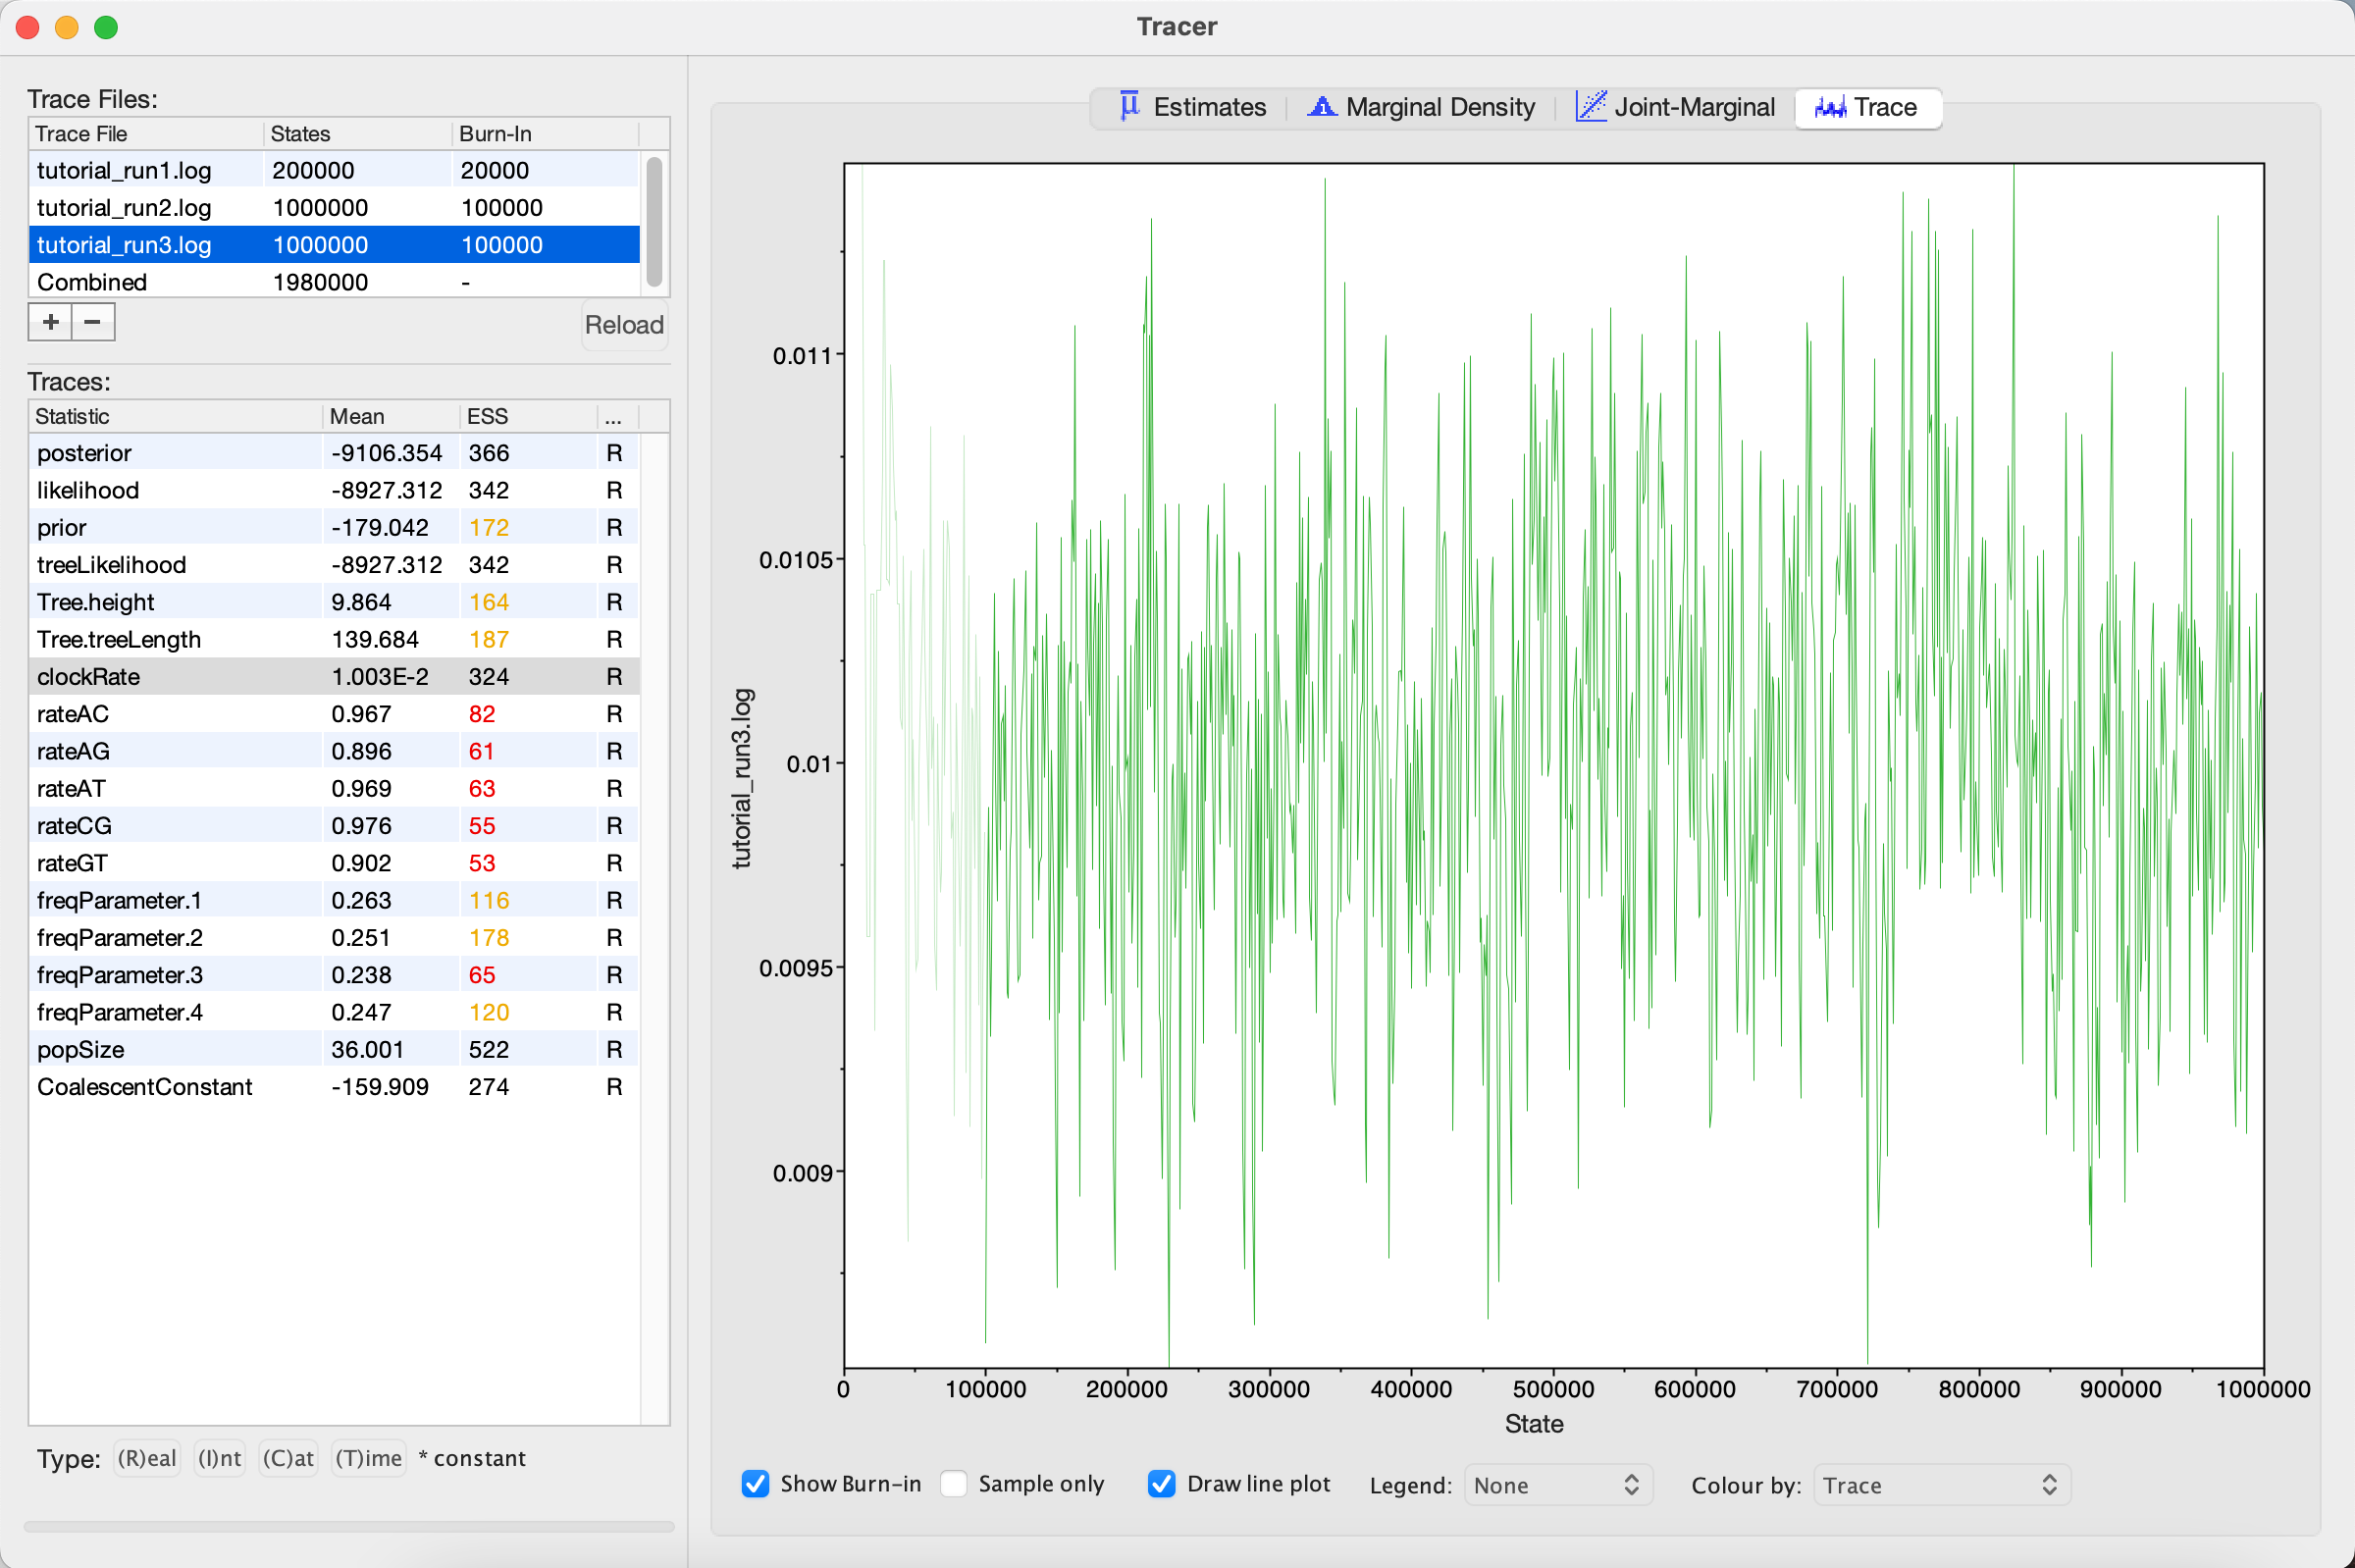 Tracer
Trace Files:
Trace File States Burn-In
tutorial_run1.log 200000 20000
tutorial_run2.log 1000000 100000
tutorial_run3.log 1000000 100000
Combined 1980000 -
+ −
Reload
Traces:
Statistic Mean ESS ...
posterior -9106.354 366 R
likelihood -8927.312 342 R
prior -179.042 172 R
treeLikelihood -8927.312 342 R
Tree.height 9.864 164 R
Tree.treeLength 139.684 187 R
clockRate 1.003E-2 324 R
rateAC 0.967 82 R
rateAG 0.896 61 R
rateAT 0.969 63 R
rateCG 0.976 55 R
rateGT 0.902 53 R
freqParameter.1 0.263 116 R
freqParameter.2 0.251 178 R
freqParameter.3 0.238 65 R
freqParameter.4 0.247 120 R
popSize 36.001 522 R
CoalescentConstant -159.909 274 R
Type: (R)eal (I)nt (C)at (T)ime * constant
Estimates Marginal Density Joint-Marginal Trace
0.011
0.0105
0.01
0.0095
0.009
tutorial_run3.log
0 100000 200000 300000 400000 500000 600000 700000 800000 900000 1000000
State
Show Burn-in Sample only Draw line plot Legend: None Colour by: Trace